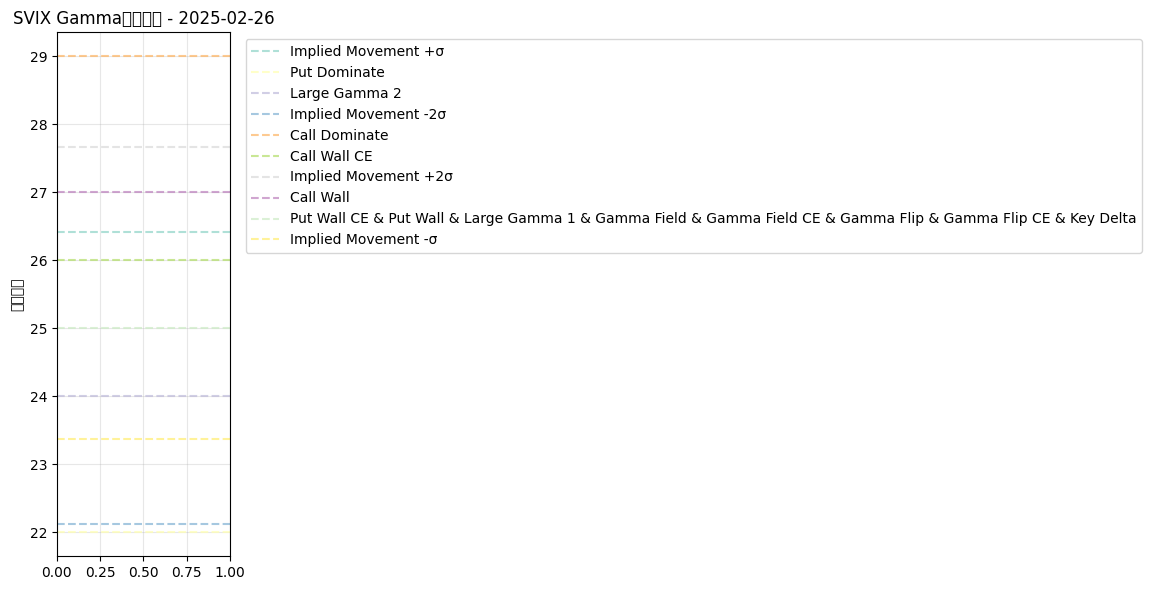 SVIX Gamma - 2025-02-26
29
28
27
26
25
24
23
22
0.00 0.25 0.50 0.75 1.00
Implied Movement +σ
Put Dominate
Large Gamma 2
Implied Movement -2σ
Call Dominate
Call Wall CE
Implied Movement +2σ
Call Wall
Put Wall CE & Put Wall & Large Gamma 1 & Gamma Field & Gamma Field CE & Gamma Flip & Gamma Flip CE & Key Delta
Implied Movement -σ